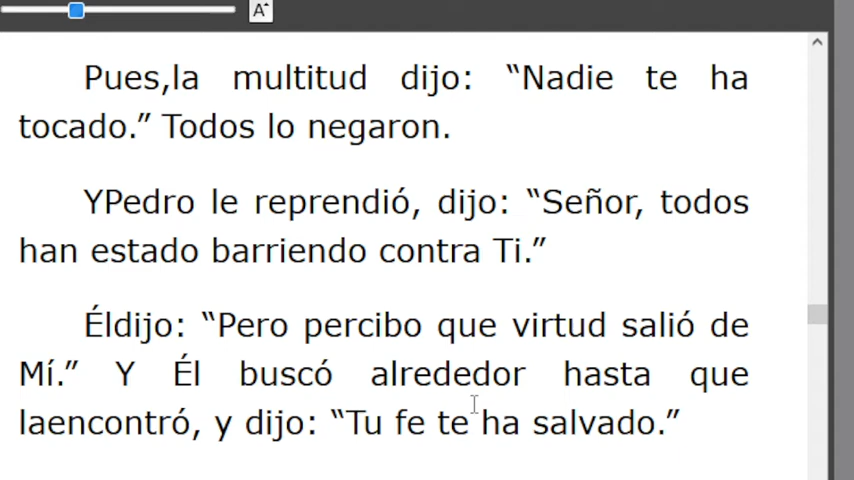 A
Pues,la multitud dijo: “Nadie te ha
tocado.” Todos lo negaron.
YPedro le reprendió, dijo: “Señor, todos
han estado barriendo contra Ti.”
Éldijo: “Pero percibo que virtud salió de
Mí.” Y Él buscó alrededor hasta que
laencontró, y dijo: “Tu fe te ha salvado.”